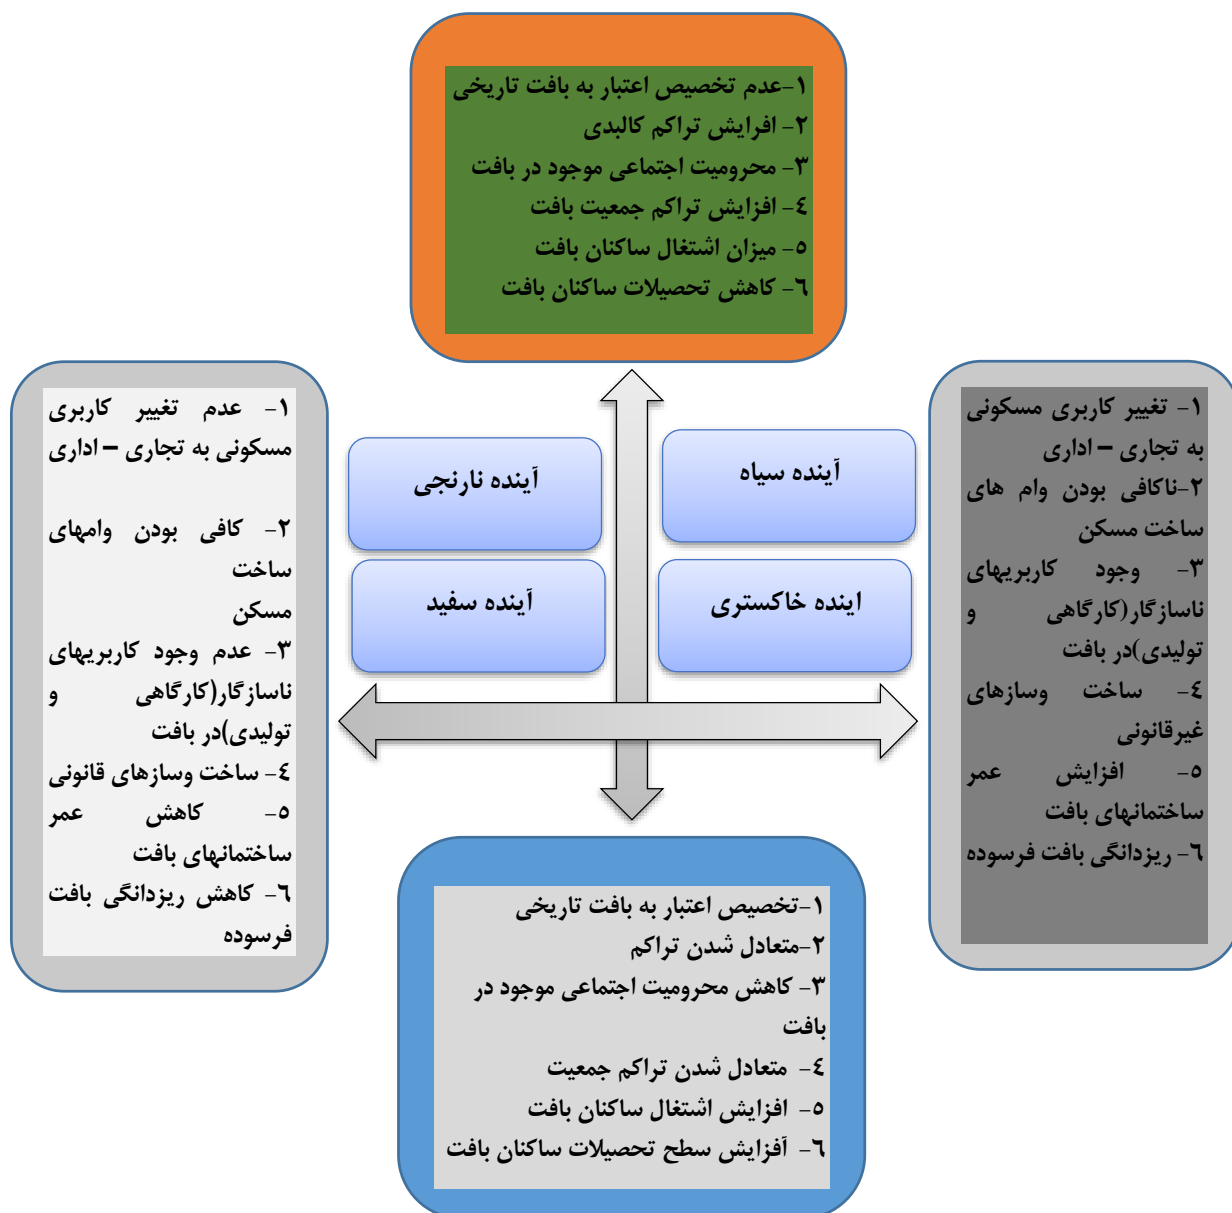 ۱-عدم تخصیص اعتبار به بافت تاریخی
۲- افرایش تراکم کالبدی
۳- محرومیت اجتماعی موجود در بافت
٤- افزایش تراکم جمعیت بافت
٥- میزان اشتغال ساکنان بافت
٦- کاهش تحصیلات ساکنان بافت
۱- تغییر کاربری مسکونی
به تجاری – اداری
۲-ناکافی بودن وام های
ساخت مسکن
۳- وجود کاربریهای
ناسازگار(کارگاهی و
تولیدی)در بافت
٤- ساخت وسازهای
غیرقانونی
٥- افزایش عمر
ساختمانهای بافت
٦- ریزدانگی بافت فرسوده
آینده سیاه
آینده نارنجی
اینده خاکستری
آینده سفید
۱- عدم تغییر کاربری
مسکونی به تجاری – اداری
۲- کافی بودن وامهای
ساخت
مسکن
۳- عدم وجود کاربریهای
ناسازگار(کارگاهی و
تولیدی)در بافت
٤- ساخت وسازهای قانونی
٥- کاهش عمر
ساختمانهای بافت
٦- کاهش ریزدانگی بافت
فرسوده
۱-تخصیص اعتبار به بافت تاریخی
۲-متعادل شدن تراکم
۳- کاهش محرومیت اجتماعی موجود در
بافت
٤- متعادل شدن تراکم جمعیت
٥- افزایش اشتغال ساکنان بافت
٦- آفزایش سطح تحصیلات ساکنان بافت